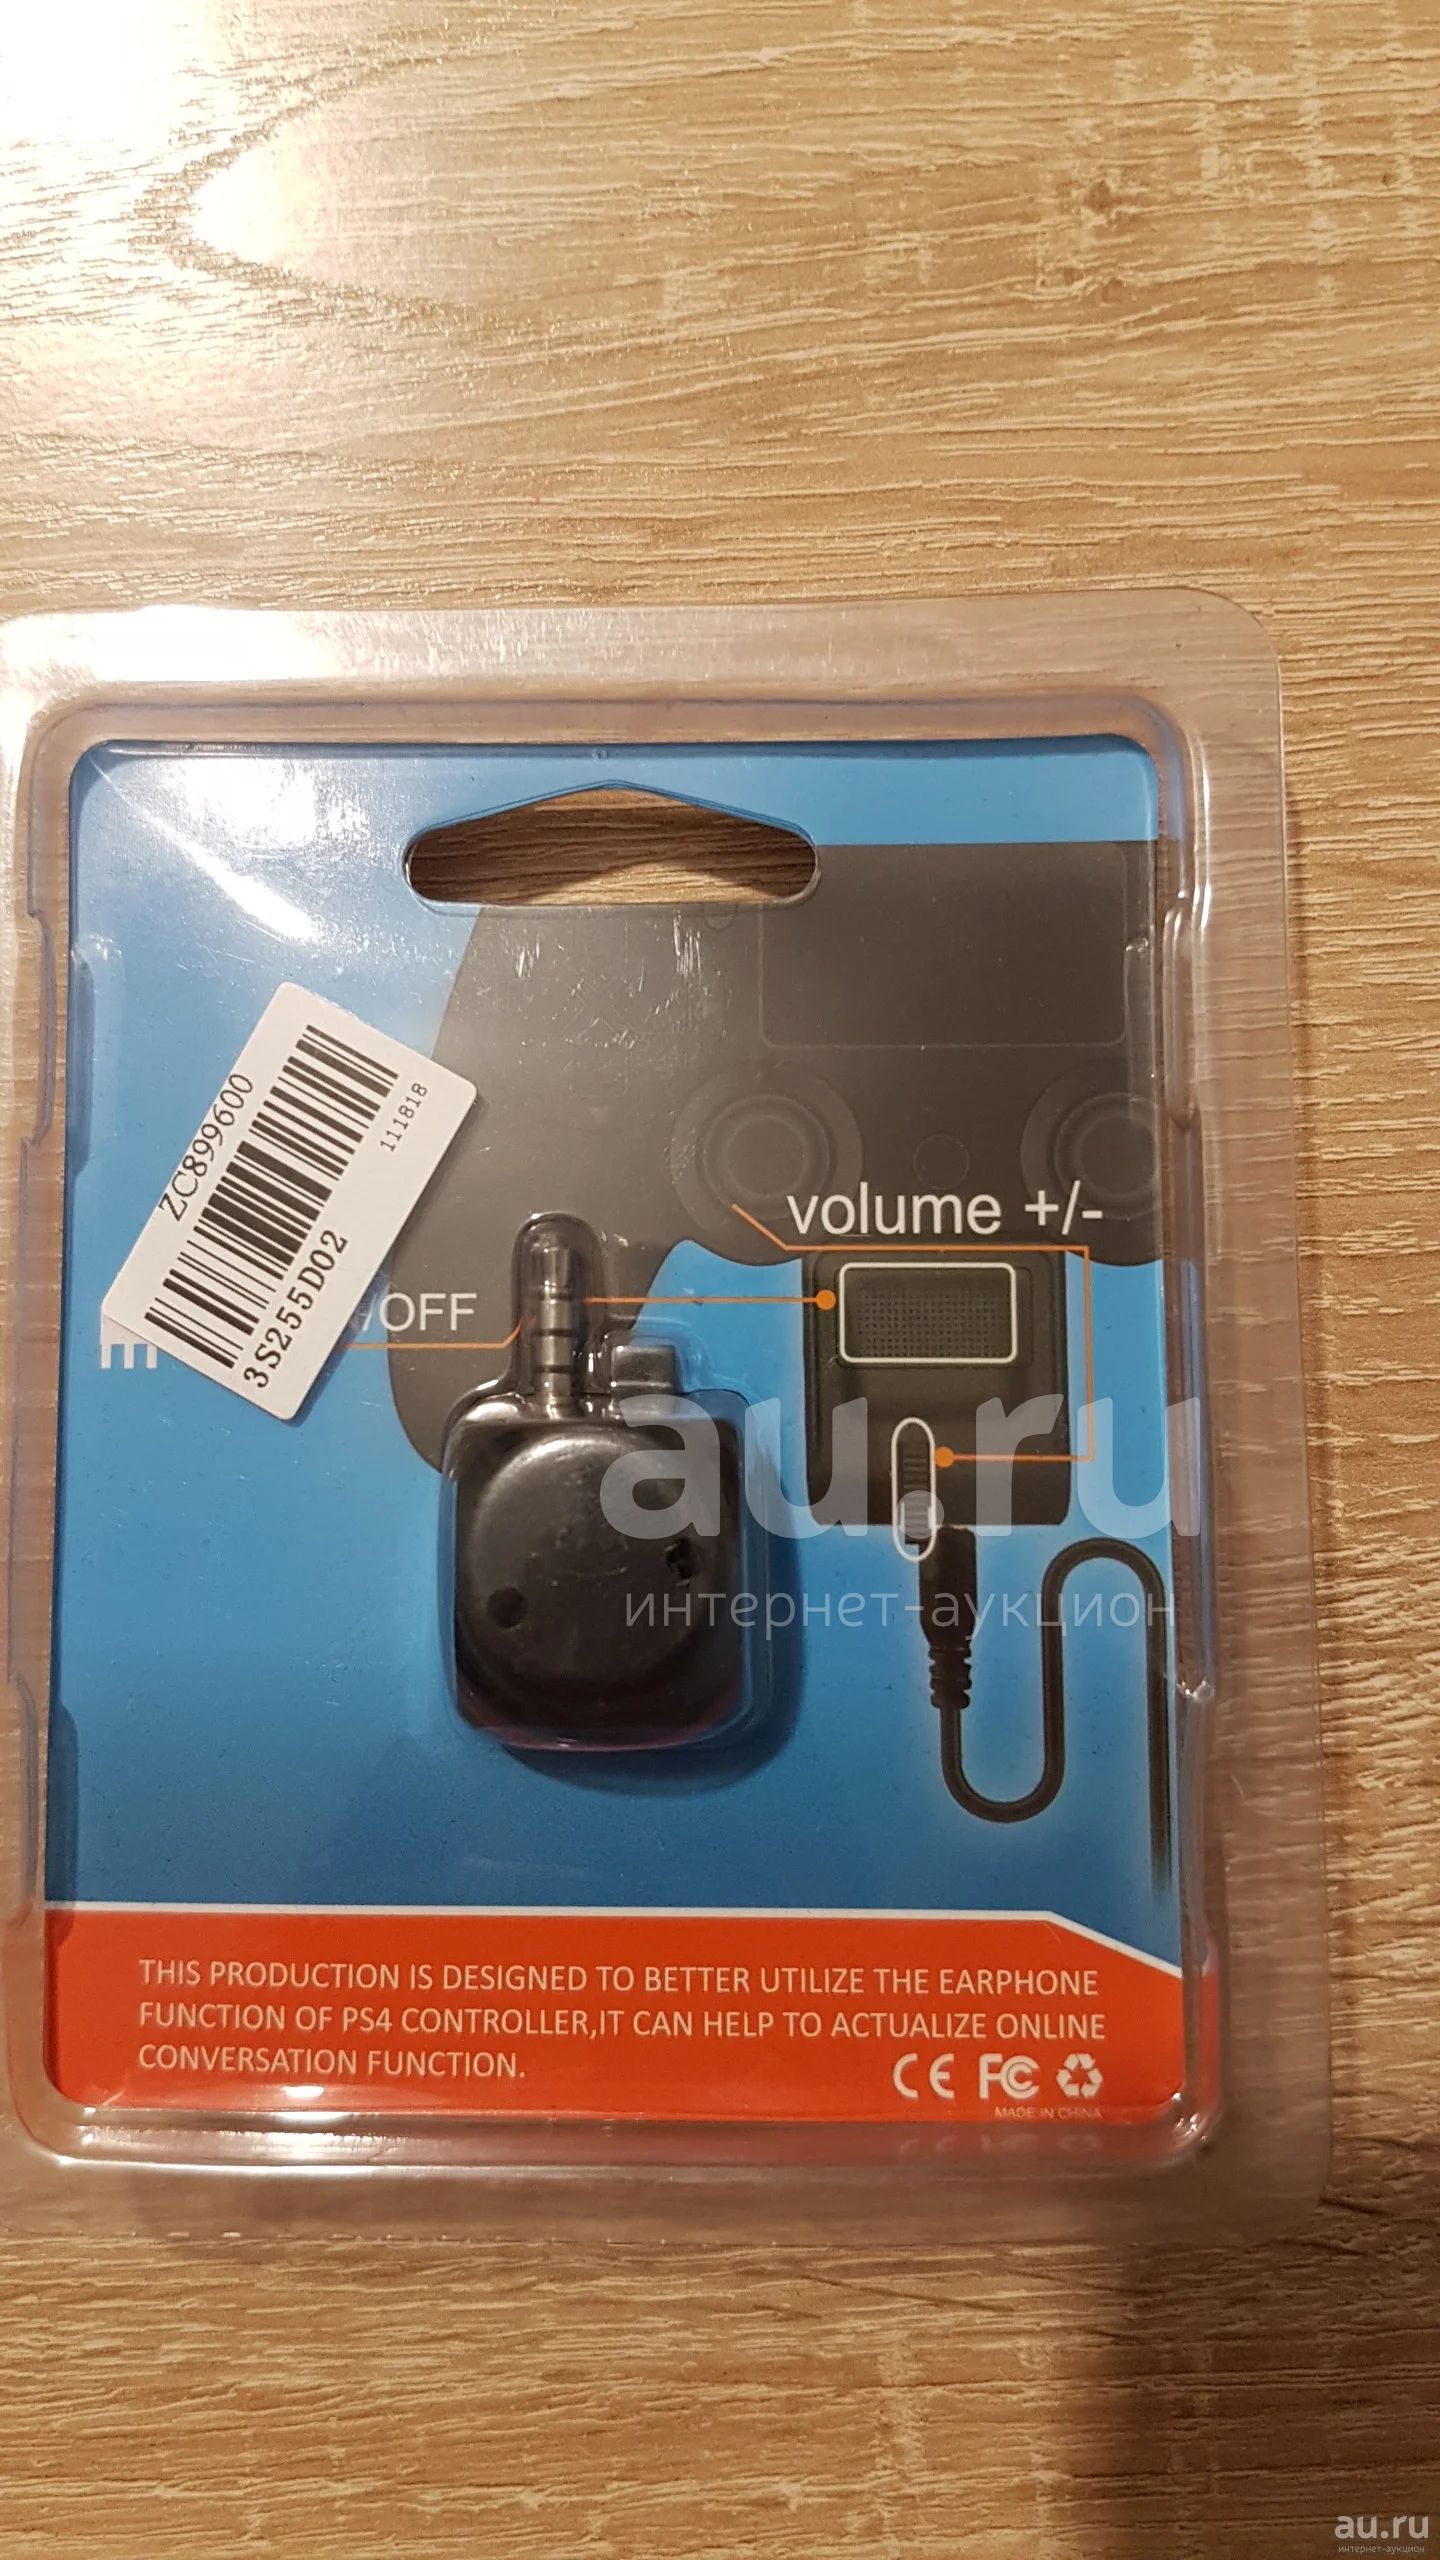 ZC899600
111818
3S255D02
volume +/-
/OFF
au.ru
интернет-аукцион
THIS PRODUCTION IS DESIGNED TO BETTER UTILIZE THE EARPHONE
FUNCTION OF PS4 CONTROLLER,IT CAN HELP TO ACTUALIZE ONLINE
CONVERSATION FUNCTION.
CE FC
MADE IN CHINA
au.ru
интернет-аукцион